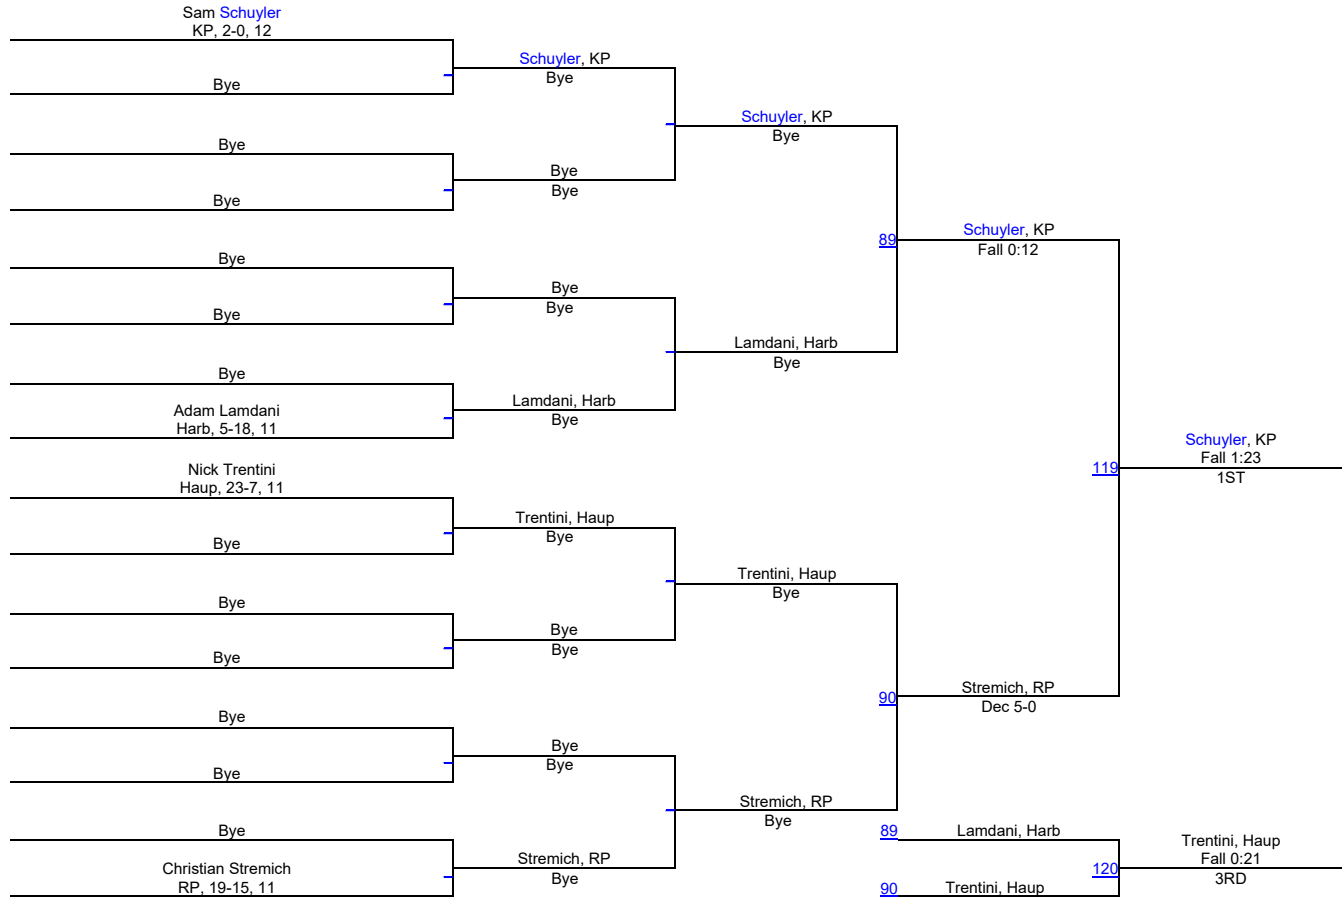 Sam Schuyler
KP, 2-0, 12
Schuyler, KP
Bye
Bye
Schuyler, KP
Bye
Bye
Bye
Bye
Bye
Schuyler, KP
89
Fall 0:12
Bye
Bye
Bye
Bye
Lamdani, Harb
Bye
Bye
Lamdani, Harb
Adam Lamdani
Bye
Harb, 5-18, 11
Schuyler, KP
Fall 1:23
119
1ST
Nick Trentini
Haup, 23-7, 11
Trentini, Haup
Bye
Bye
Trentini, Haup
Bye
Bye
Bye
Bye
Bye
Stremich, RP
90
Dec 5-0
Bye
Bye
Bye
Bye
Stremich, RP
Bye
Bye
89 Lamdani, Harb
Trentini, Haup
Stremich, RP
Fall 0:21
Christian Stremich
120
Bye
3RD
RP, 19-15, 11
90 Trentini, Haup